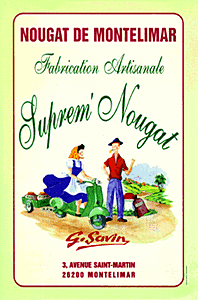 NOUGAT DE MONTELIMAR
Fabrication Artisanale
Suprem' Nougat
G. Savin
3, AVENUE SAINT-MARTIN
26200 MONTELIMAR